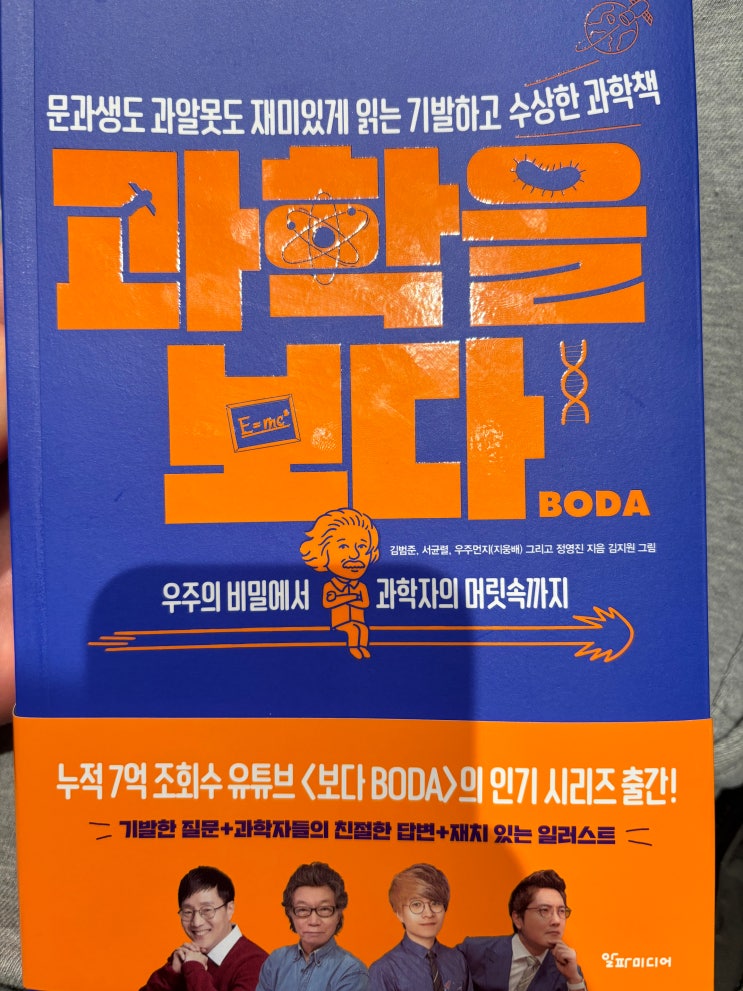 문과생도 과알못도 재미있게 읽는 기발하고 수상한 과학책
과학을
보다
E=mc²
BODA
김범준, 서균렬, 우주먼지(지웅배) 그리고 정영진 지음 김지원 그림
우주의 비밀에서 과학자의 머릿속까지
누적 7억 조회수 유튜브 <보다 BODA>의 인기 시리즈 출간!
기발한 질문+과학자들의 친절한 답변+재치 있는 일러스트
알파미디어